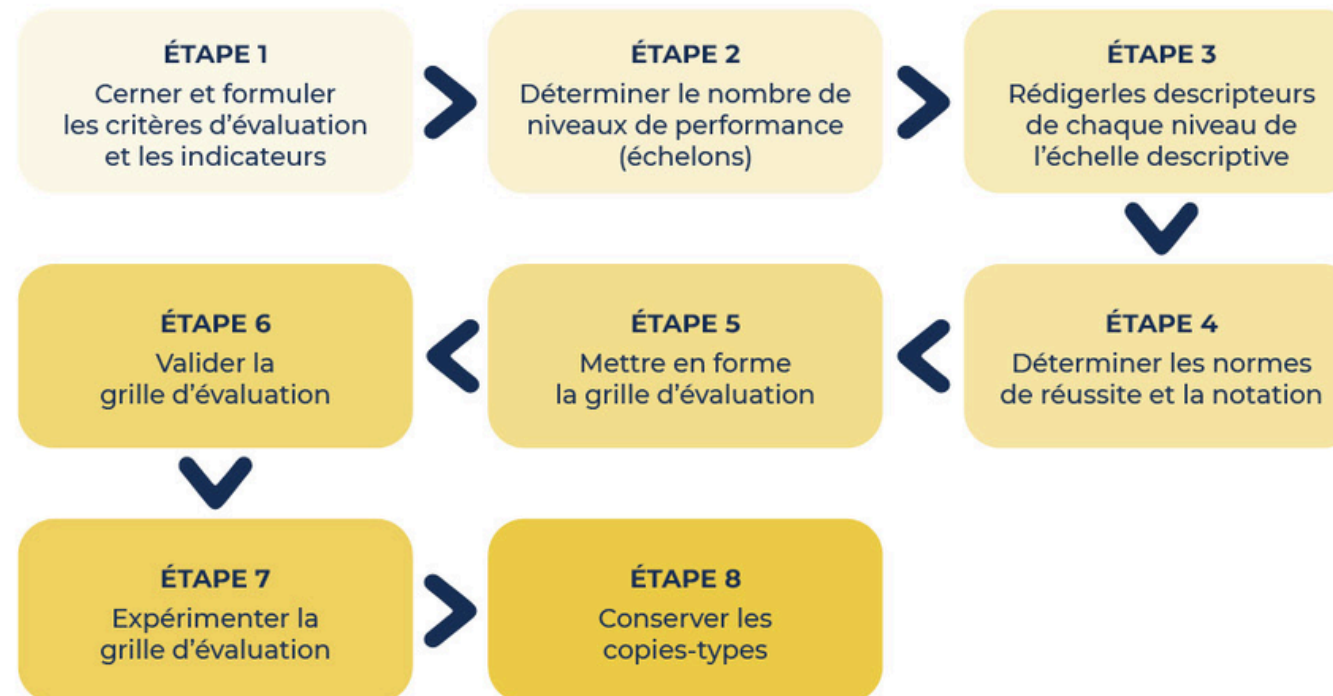 ÉTAPE 1
Cerner et formuler
les critères d'évaluation
et les indicateurs
ÉTAPE 2
Déterminer le nombre de
niveaux de performance
(échelons)
ÉTAPE 3
Rédigerles descripteurs
de chaque niveau de
l'échelle descriptive
ÉTAPE 4
Déterminer les normes
de réussite et la notation
ÉTAPE 5
Mettre en forme
la grille d'évaluation
ÉTAPE 6
Valider la
grille d'évaluation
ÉTAPE 7
Expérimenter la
grille d'évaluation
ÉTAPE 8
Conserver les
copies-types